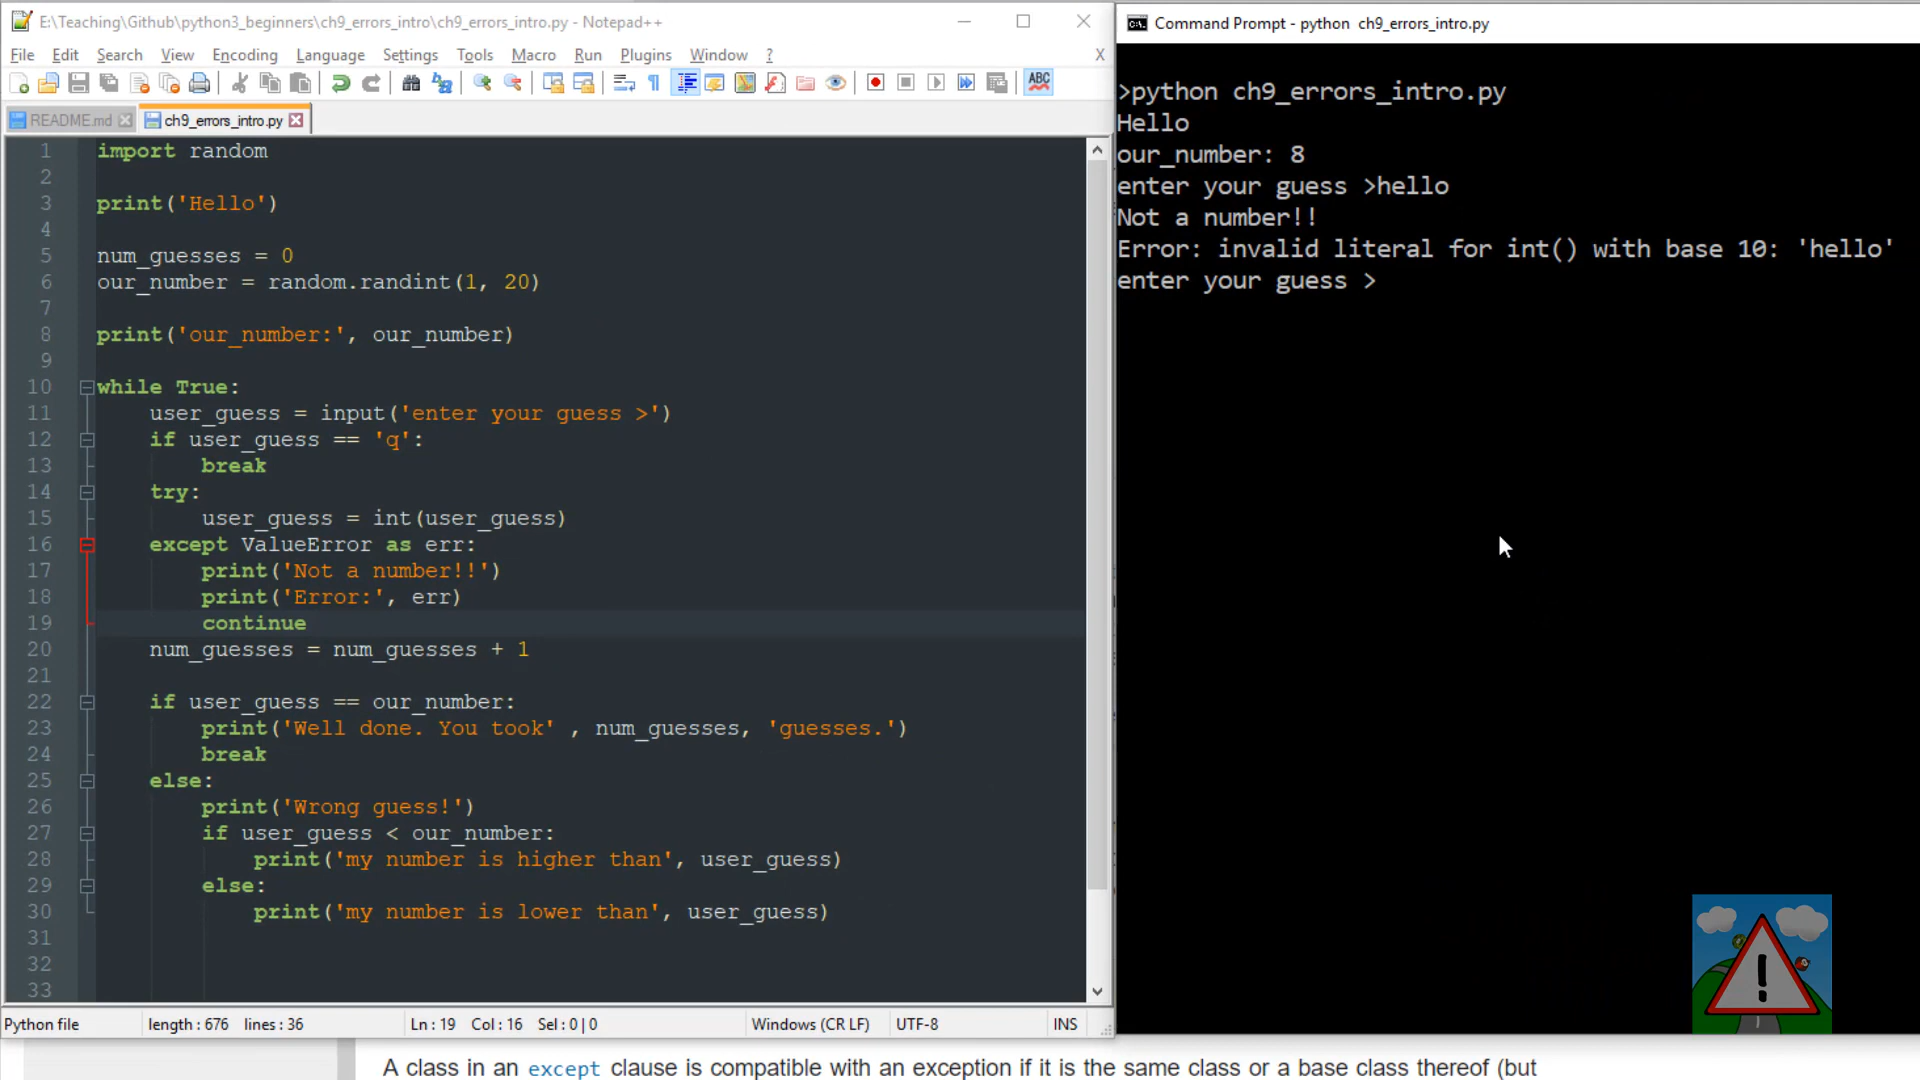 E:\Teaching\Github\python3_beginners\ch9_errors_intro\ch9_errors_intro.py - Notepad++
File Edit Search View Encoding Language Settings Tools Macro Run Plugins Window ? X
ABC
README.md ch9_errors_intro.py
1 import random
2
3 print('Hello')
4
5 num_guesses = 0
6 our_number = random.randint(1, 20)
7
8 print('our_number:', our_number)
9
10 while True:
11 user_guess = input('enter your guess >')
12 if user_guess == 'q':
13 break
14 try:
15 user_guess = int(user_guess)
16 except ValueError as err:
17 print('Not a number!!')
18 print('Error:', err)
19 continue
20 num_guesses = num_guesses + 1
21
22 if user_guess == our_number:
23 print('Well done. You took' , num_guesses, 'guesses.')
24 break
25 else:
26 print('Wrong guess!')
27 if user_guess < our_number:
28 print('my number is higher than', user_guess)
29 else:
30 print('my number is lower than', user_guess)
31
32
33
Python file length : 676 lines : 36 Ln : 19 Col : 16 Sel : 0 | 0 Windows (CR LF) UTF-8 INS
Command Prompt - python ch9_errors_intro.py
>python ch9_errors_intro.py
Hello
our_number: 8
enter your guess >hello
Not a number!!
Error: invalid literal for int() with base 10: 'hello'
enter your guess >
!
A class in an except clause is compatible with an exception if it is the same class or a base class thereof (but